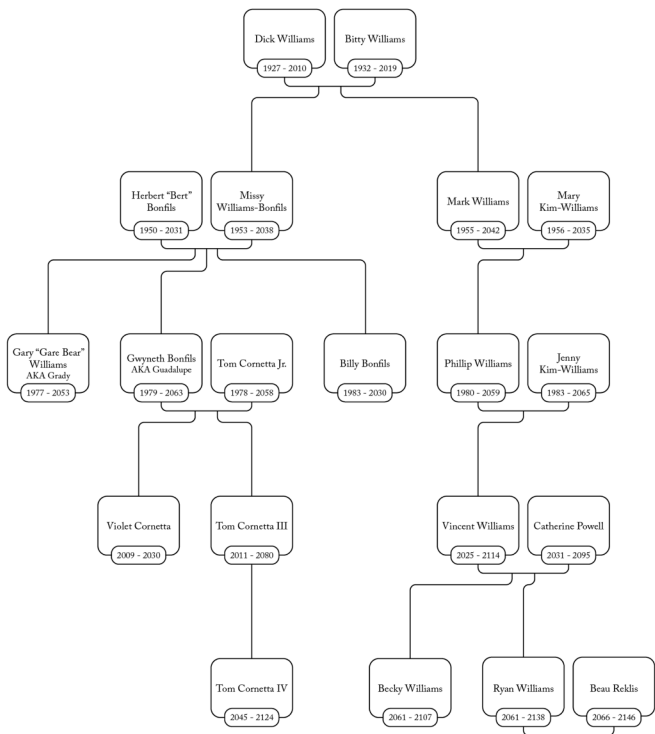 Dick Williams
1927 - 2010
Bitty Williams
1932 - 2019
Herbert “Bert”
Bonfils
1950 - 2031
Missy
Williams-Bonfils
1953 - 2038
Mark Williams
1955 - 2042
Mary
Kim-Williams
1956 - 2035
Gary “Gare Bear”
Williams
AKA Grady
1977 - 2053
Gwyneth Bonfils
AKA Guadalupe
1979 - 2063
Tom Cornetta Jr.
1978 - 2058
Billy Bonfils
1983 - 2030
Phillip Williams
1980 - 2059
Jenny
Kim-Williams
1983 - 2065
Violet Cornetta
2009 - 2030
Tom Cornetta III
2011 - 2080
Vincent Williams
2025 - 2114
Catherine Powell
2031 - 2095
Tom Cornetta IV
2045 - 2124
Becky Williams
2061 - 2107
Ryan Williams
2061 - 2138
Beau Reklis
2066 - 2146